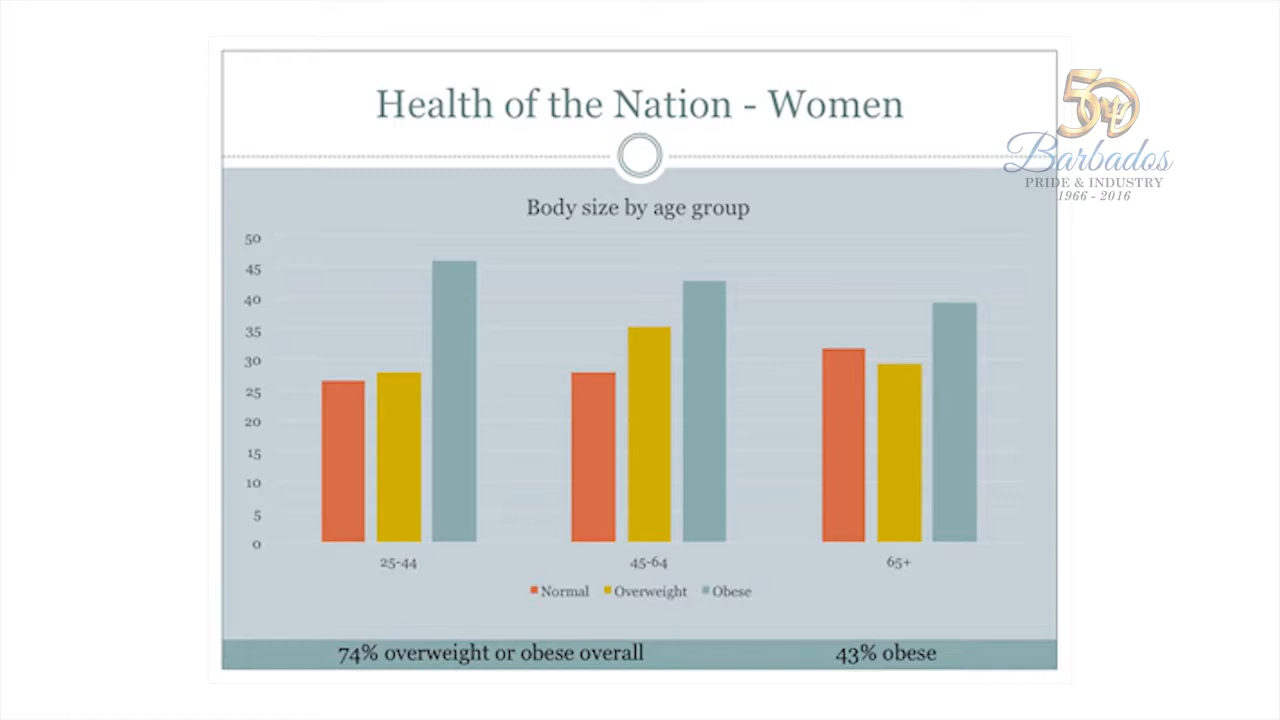 Health of the Nation - Women
50
Barbados
PRIDE & INDUSTRY
1966 - 2016
Body size by age group
50
45
40
35
30
25
20
15
10
5
0
25-44
45-64
65+
Normal
Overweight
Obese
74% overweight or obese overall
43% obese